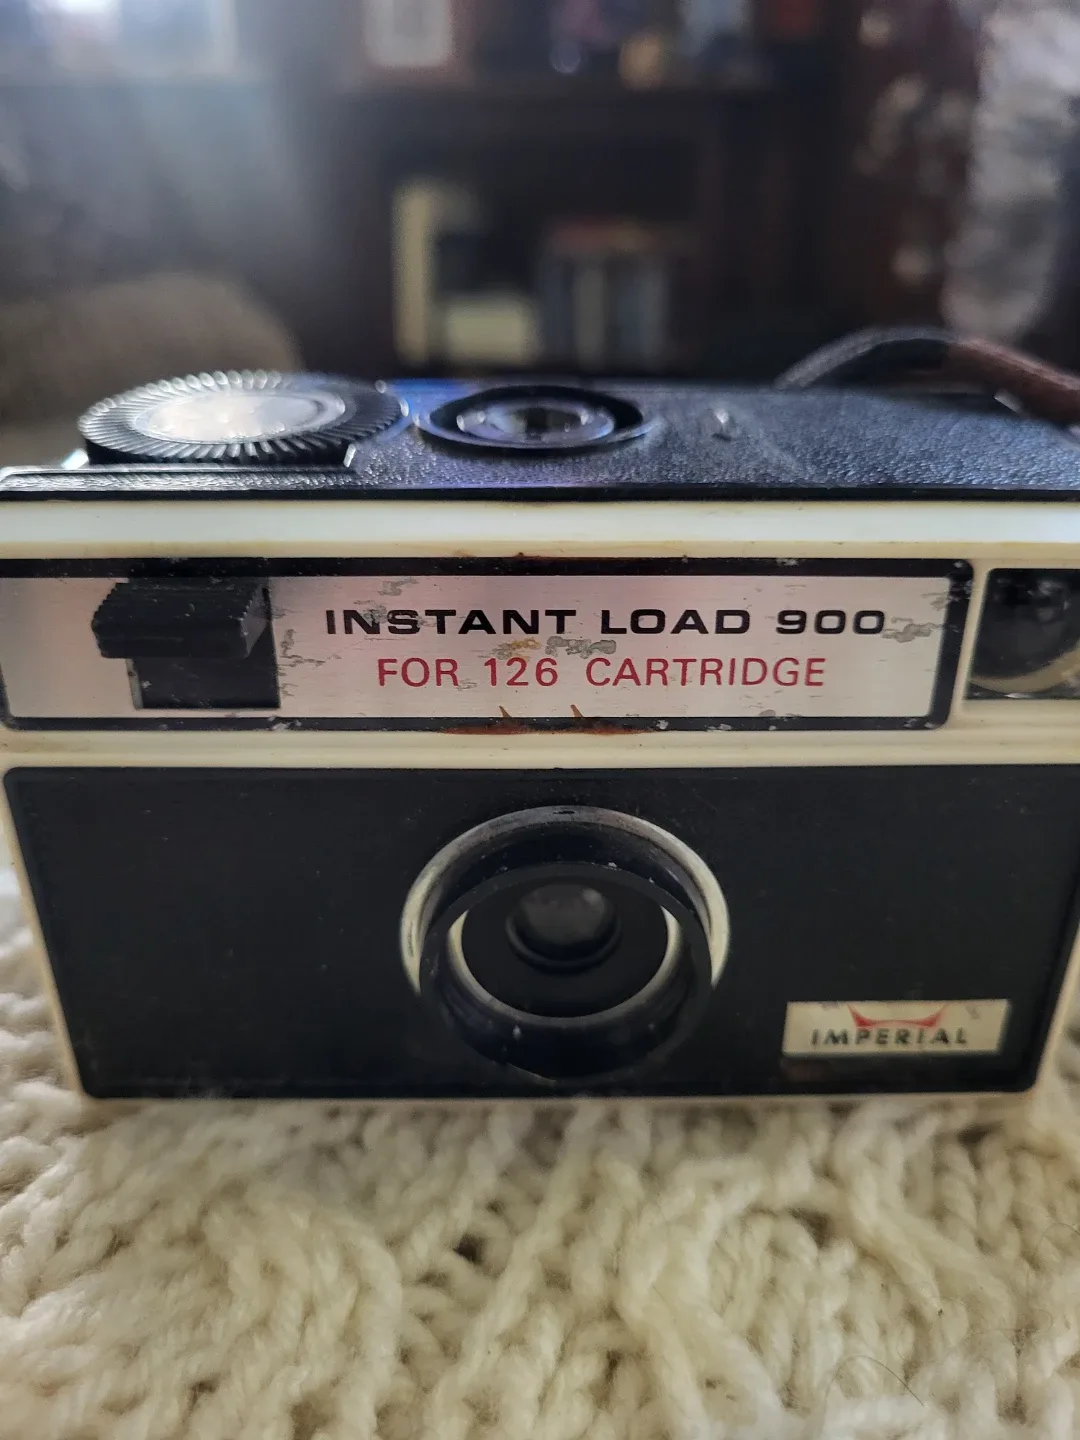 INSTANT LOAD 900
FOR 126 CARTRIDGE
IMPERIAL